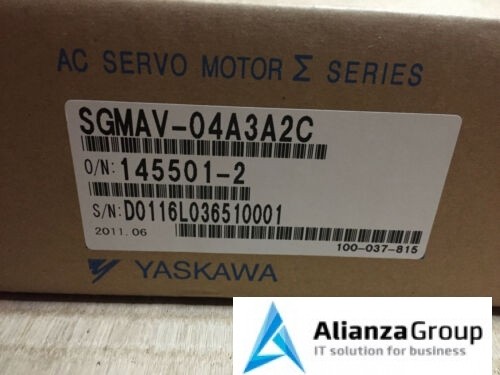 AC SERVO MOTOR Σ SERIES
SGMAV-04A3A2C
O/N: 145501-2
S/N: D0116L036510001
2011.06
100-037-815
YASKAWA
AlianzaGroup
IT solution for business